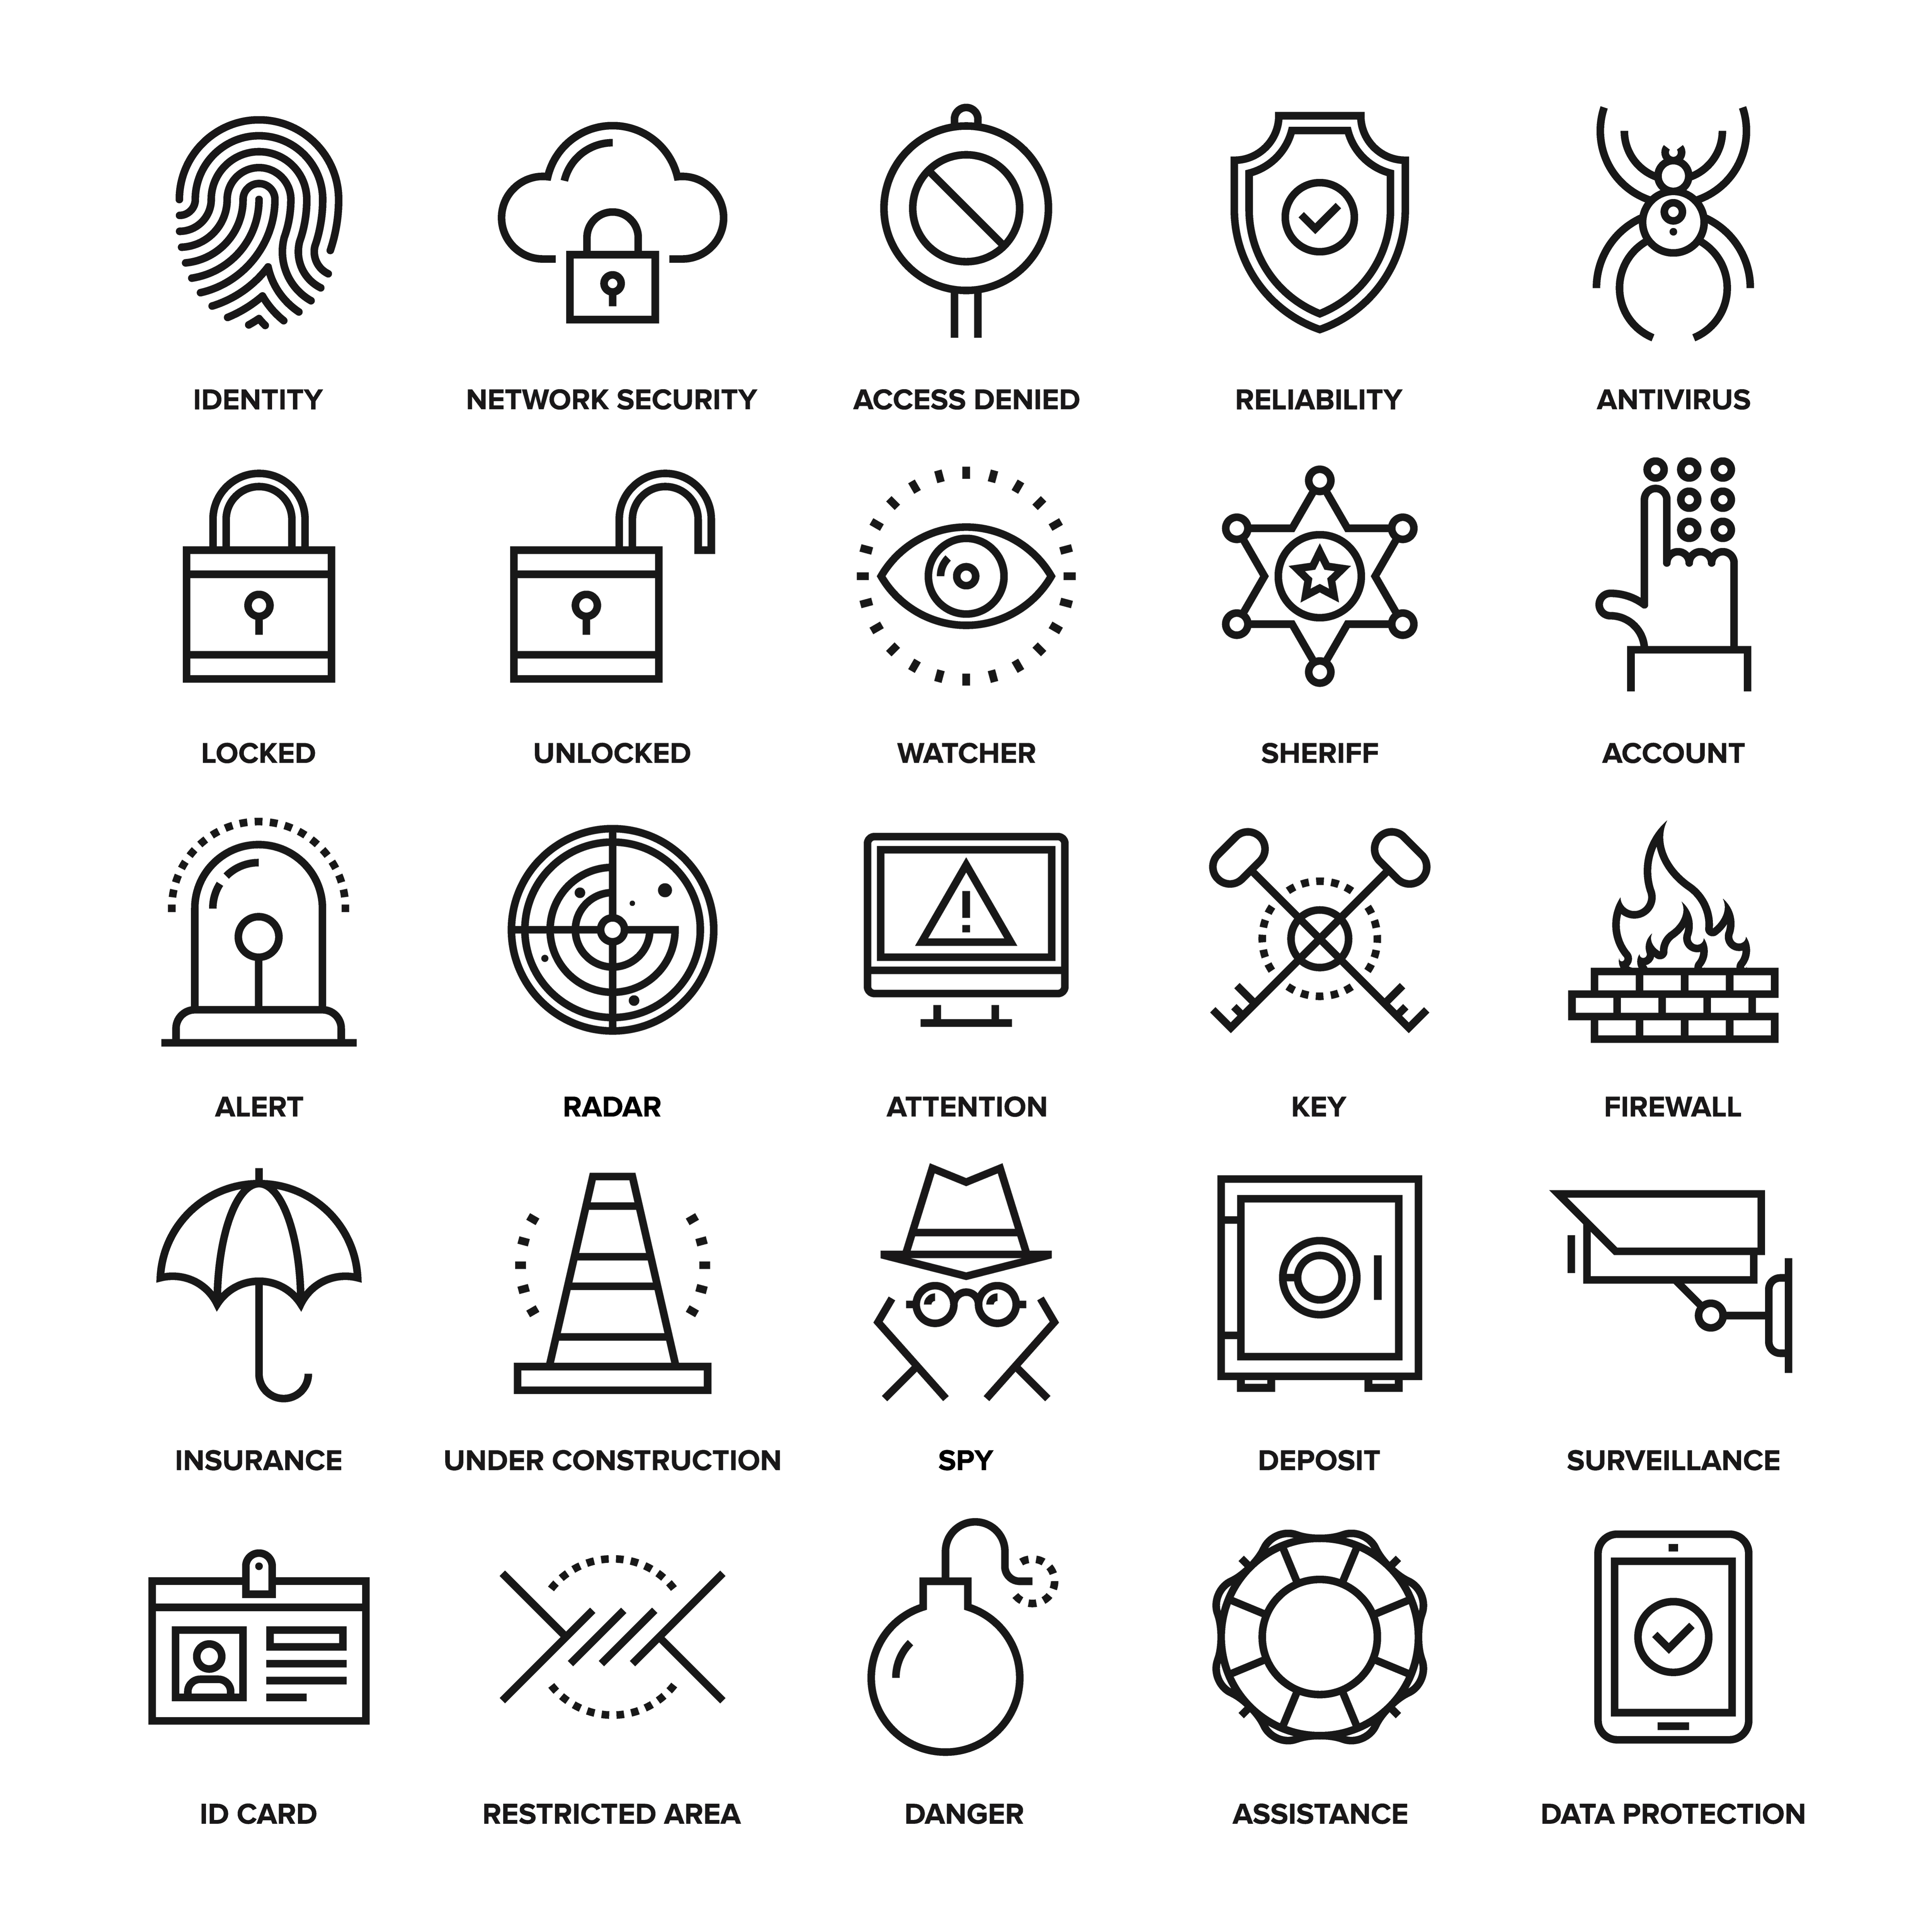 IDENTITY
NETWORK SECURITY
ACCESS DENIED
RELIABILITY
ANTIVIRUS
LOCKED
UNLOCKED
WATCHER
SHERIFF
ACCOUNT
ALERT
RADAR
ATTENTION
KEY
FIREWALL
INSURANCE
UNDER CONSTRUCTION
SPY
DEPOSIT
SURVEILLANCE
ID CARD
RESTRICTED AREA
DANGER
ASSISTANCE
DATA PROTECTION